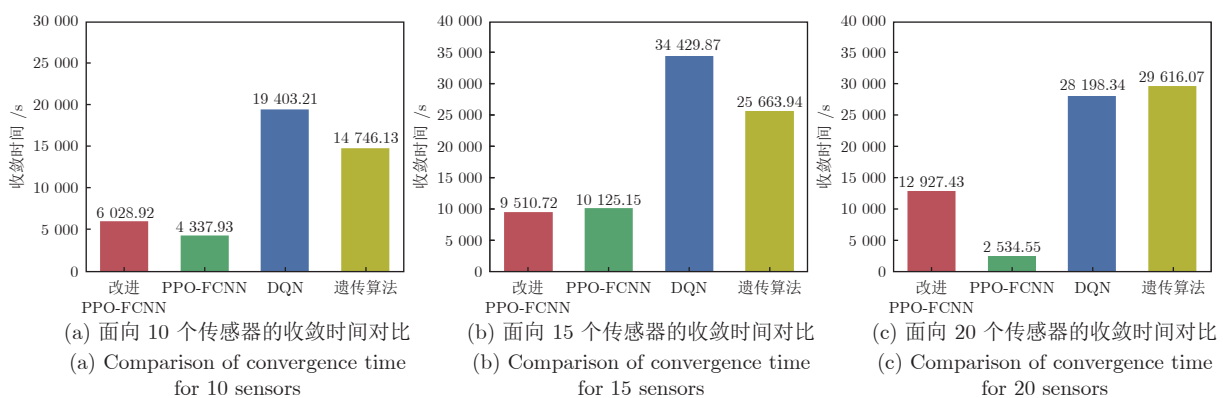 30 000
25 000
20 000
15 000
10 000
5 000
0
收敛时间 /s
6 028.92
4 337.93
19 403.21
14 746.13
改进
PPO-FCNN
PPO-FCNN
DQN
遗传算法
(a) 面向 10 个传感器的收敛时间对比
(a) Comparison of convergence time
for 10 sensors
40 000
35 000
30 000
25 000
20 000
15 000
10 000
5 000
0
收敛时间 /s
9 510.72
10 125.15
34 429.87
25 663.94
改进
PPO-FCNN
PPO-FCNN
DQN
遗传算法
(b) 面向 15 个传感器的收敛时间对比
(b) Comparison of convergence time
for 15 sensors
40 000
35 000
30 000
25 000
20 000
15 000
10 000
5 000
0
收敛时间 /s
12 927.43
2 534.55
28 198.34
29 616.07
改进
PPO-FCNN
PPO-FCNN
DQN
遗传算法
(c) 面向 20 个传感器的收敛时间对比
(c) Comparison of convergence time
for 20 sensors